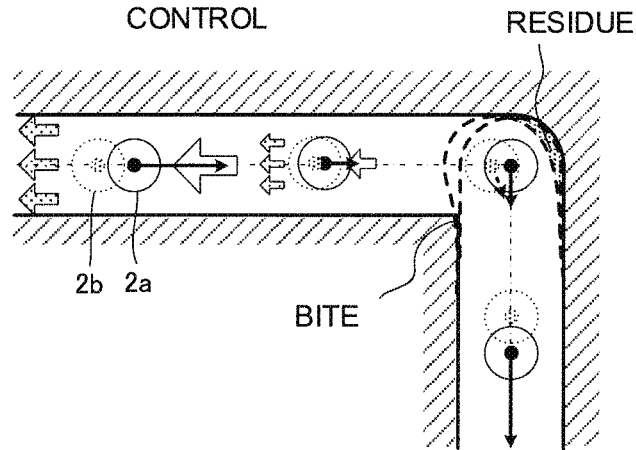 CONTROL
RESIDUE
2b
2a
BITE